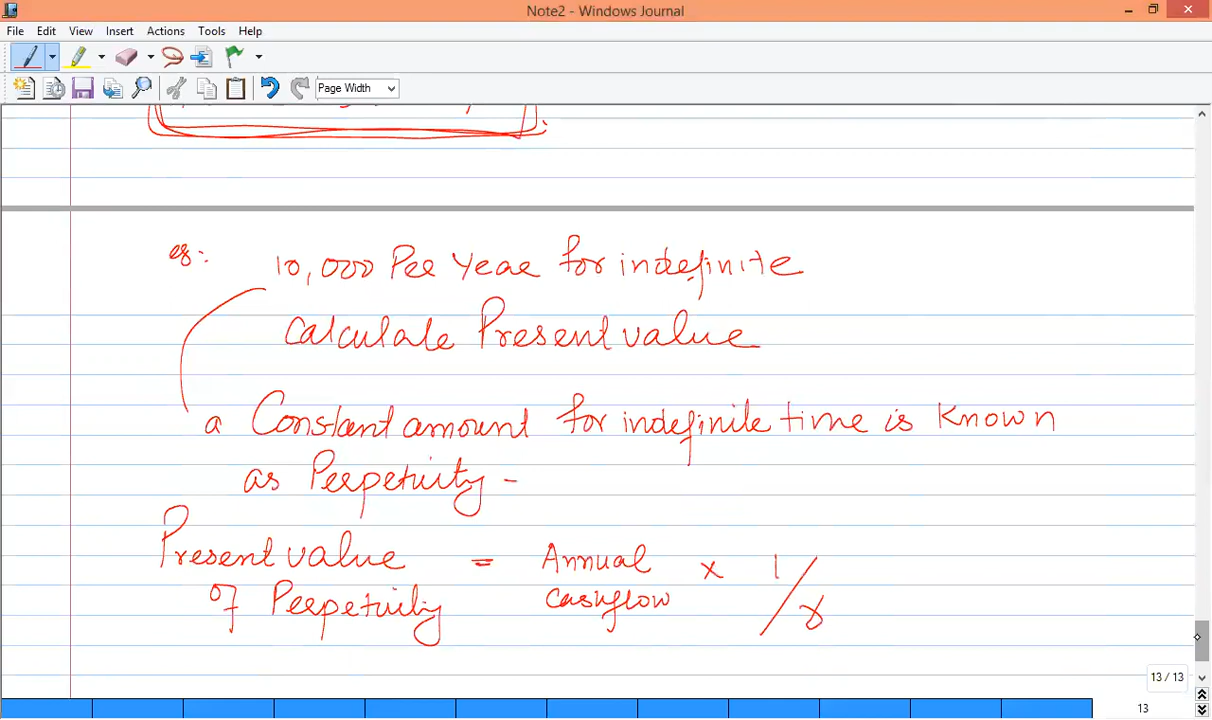 Note2 - Windows Journal
File Edit View Insert Actions Tools Help
Page Width
eg:
10,000 Per Year for indefinite
Calculate Present value
a Constant amount for indefinite time is Known
as Perpetuity -
Present value = Annual x 1/r
of Perpetuity cashflow
13 / 13
13